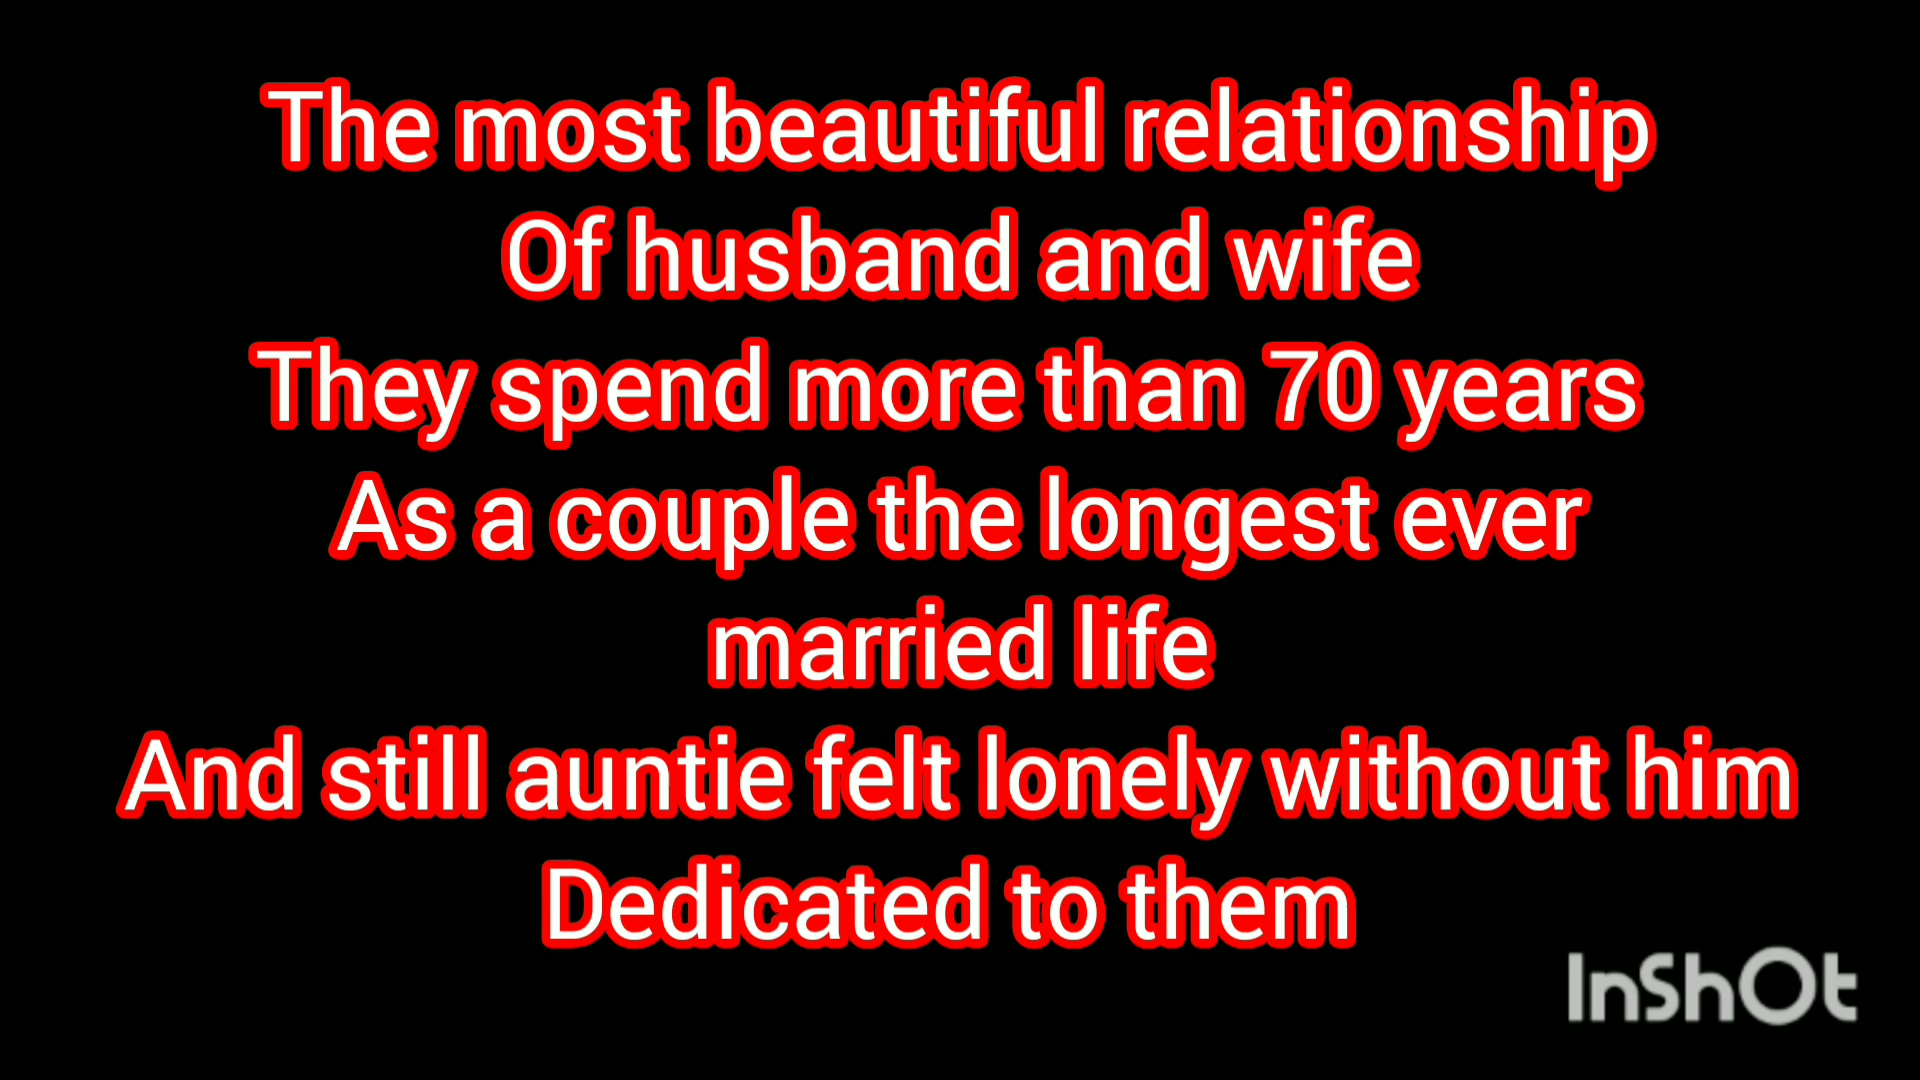 The most beautiful relationship
Of husband and wife
They spend more than 70 years
As a couple the longest ever
married life
And still auntie felt lonely without him
Dedicated to them
InShOt